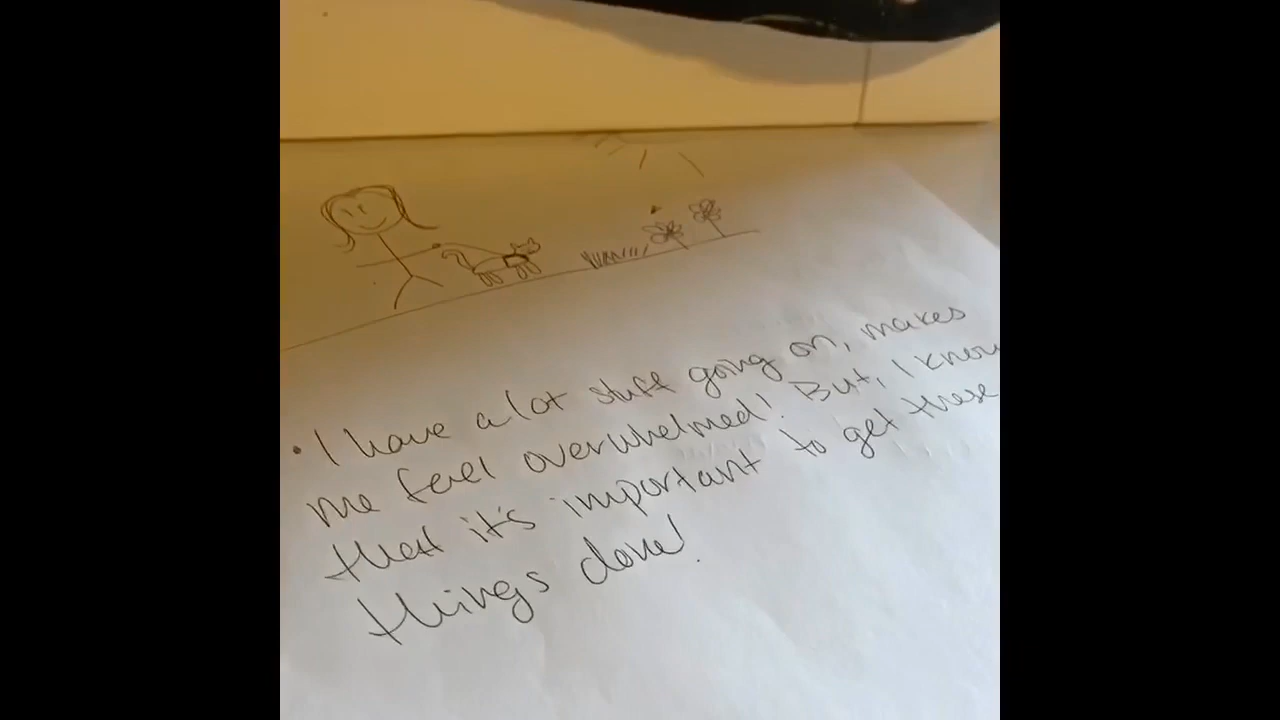 • I have a lot stuff going on, makes
me feel overwhelmed! But, I know
that it's important to get these
things done!